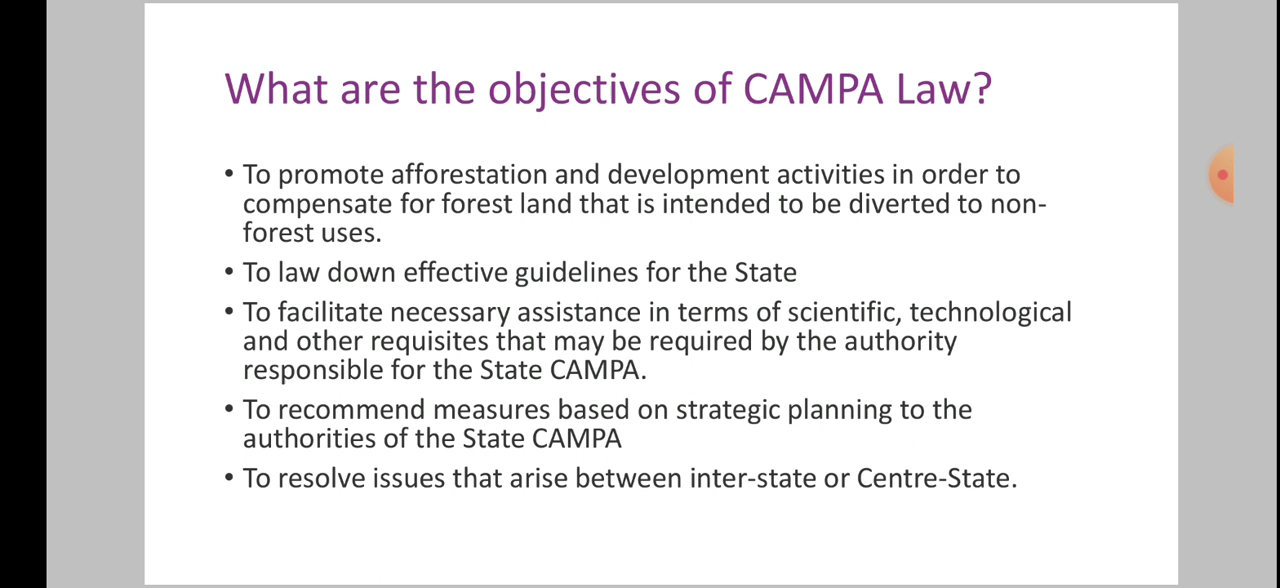 What are the objectives of CAMPA Law?
• To promote afforestation and development activities in order to
compensate for forest land that is intended to be diverted to non-
forest uses.
• To law down effective guidelines for the State
• To facilitate necessary assistance in terms of scientific, technological
and other requisites that may be required by the authority
responsible for the State CAMPA.
• To recommend measures based on strategic planning to the
authorities of the State CAMPA
• To resolve issues that arise between inter-state or Centre-State.